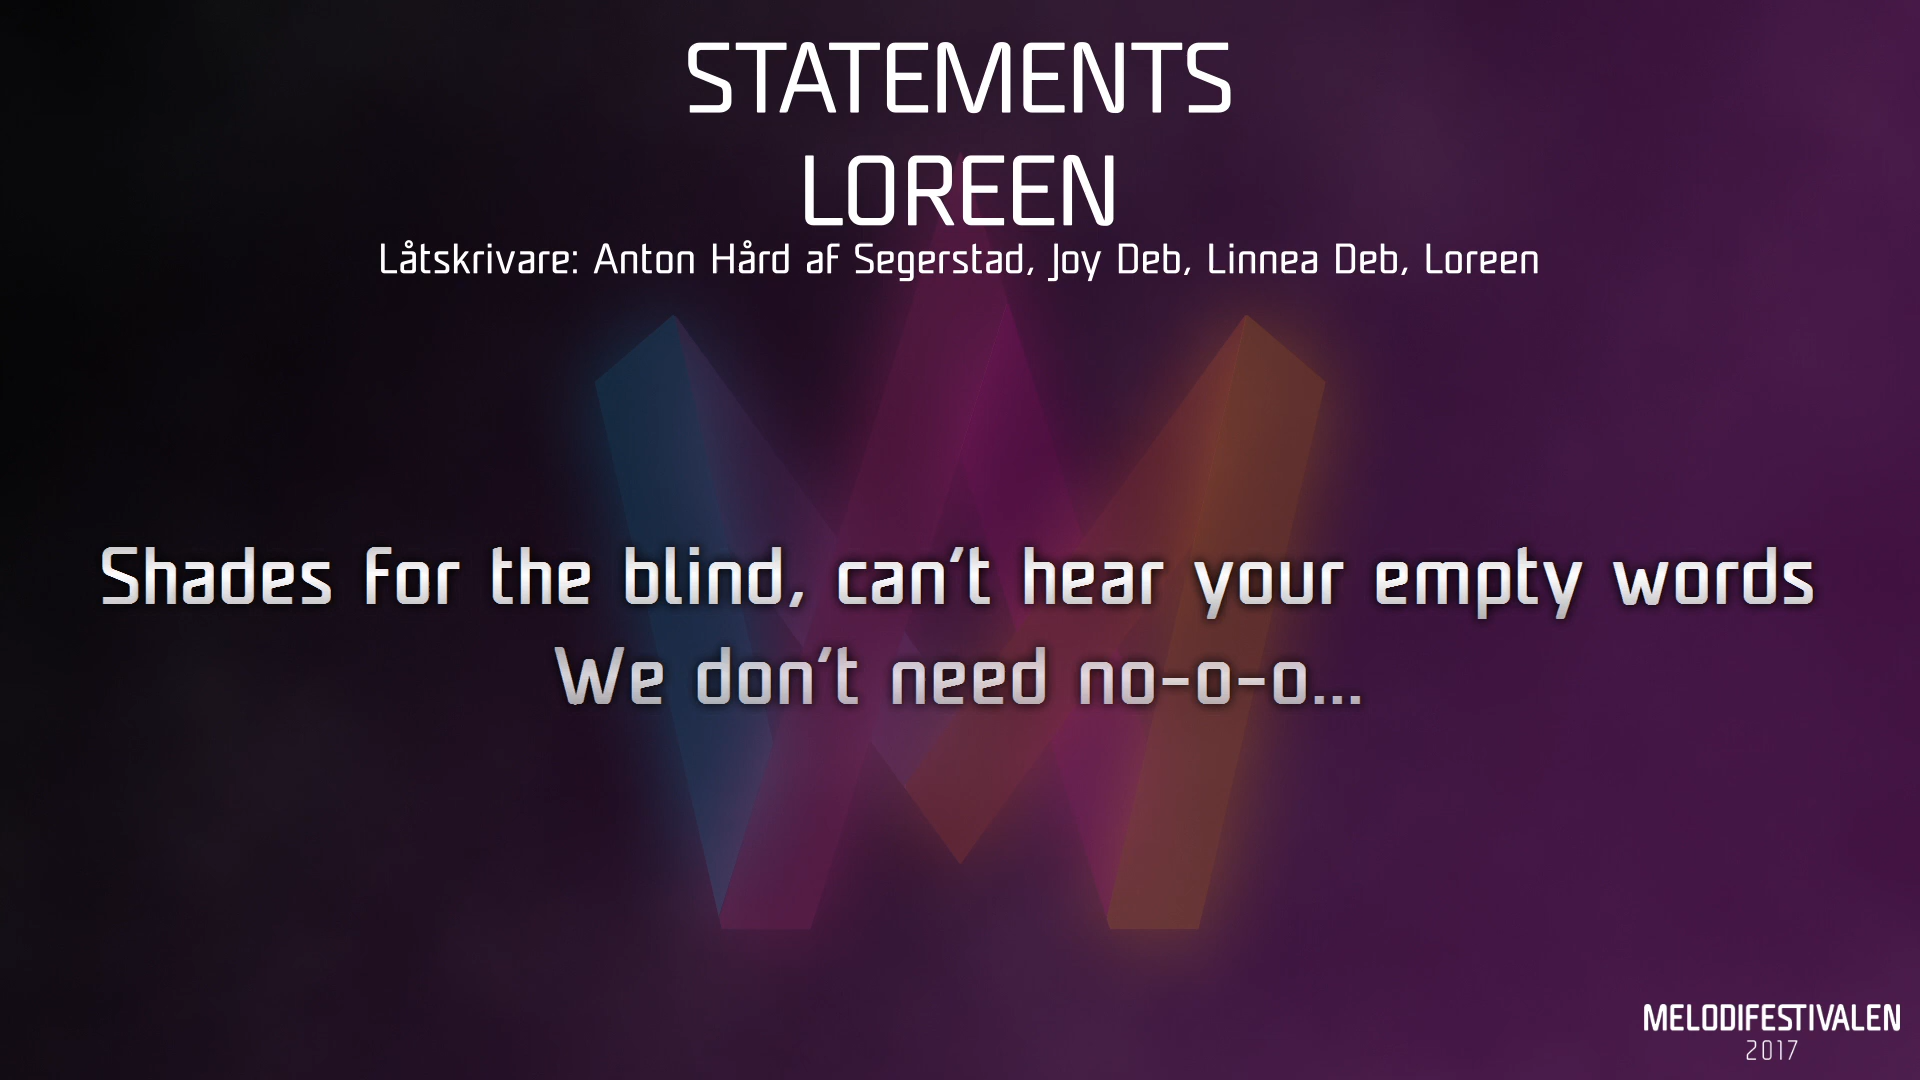 STATEMENTS
LOREEN
Låtskrivare: Anton Hård af Segerstad, Joy Deb, Linnea Deb, Loreen
Shades for the blind, can't hear your empty words
We don't need no-o-o...
MELODIFESTIVALEN
2017